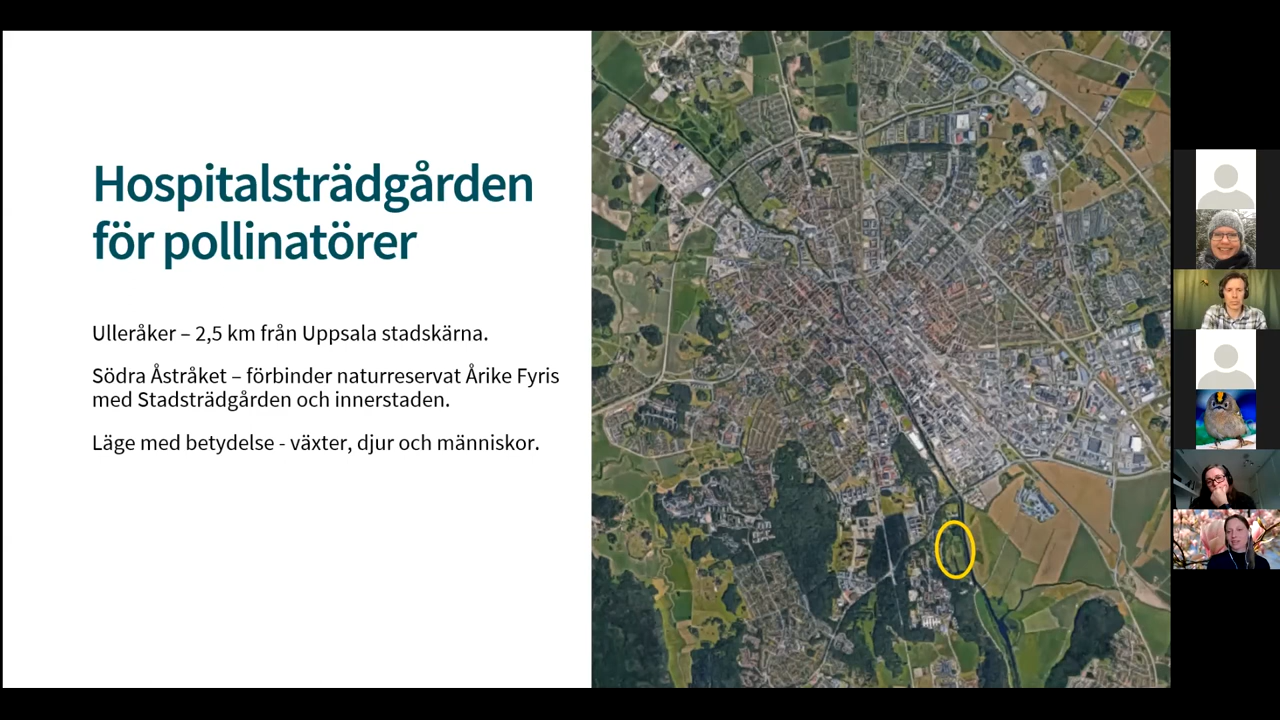 Hospitalsträdgården
för pollinatörer
Ulleråker – 2,5 km från Uppsala stadskärna.
Södra Åstråket – förbinder naturreservat Årike Fyris
med Stadsträdgården och innerstaden.
Läge med betydelse - växter, djur och människor.